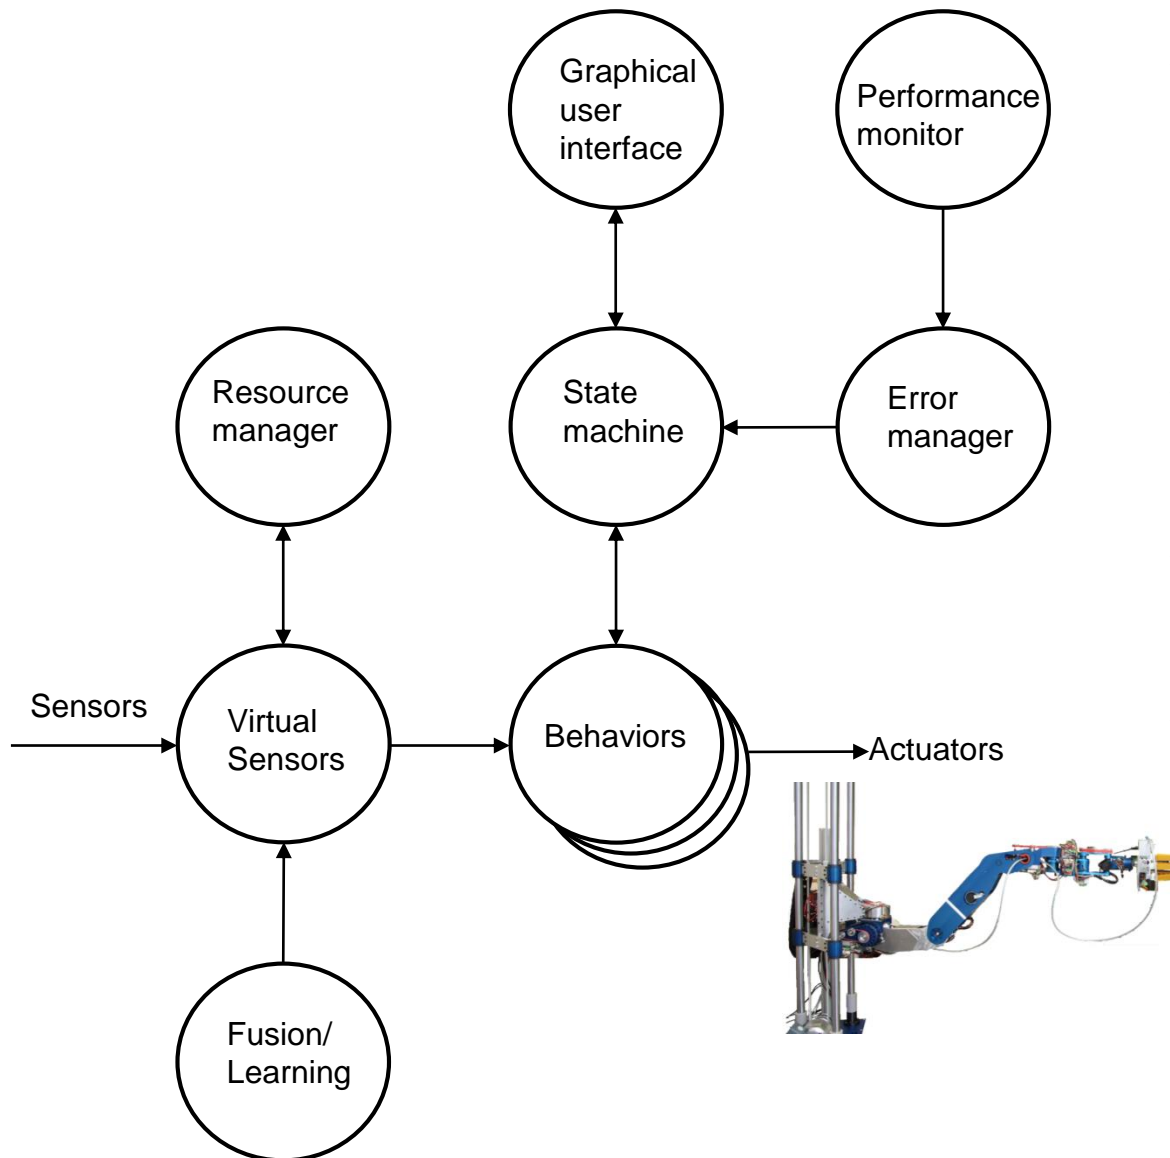 Graphical
user
interface
Performance
monitor
Resource
manager
State
machine
Error
manager
Sensors
Virtual
Sensors
Behaviors
Actuators
Fusion/
Learning